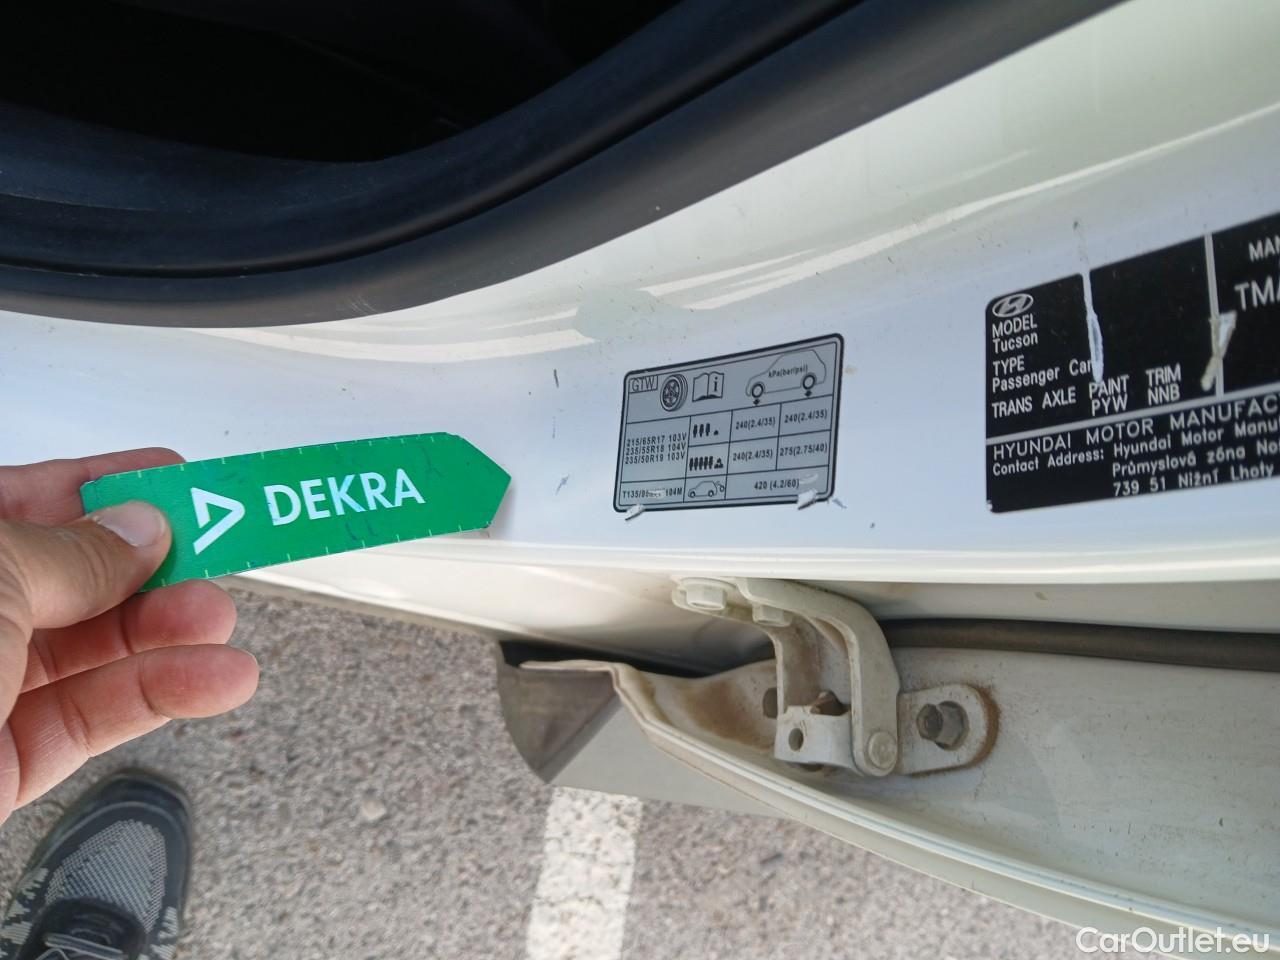 DEKRA
GTW
kPa(bar/psi)
215/65R17 103V
235/55R18 104V
235/50R19 103V
240(2.4/35)
240(2.4/35)
240(2.4/35)
275(2.75/40)
104M
420 (4.2/60)
MODEL
Tucson
TYPE
Passenger Car
TRANS AXLE PAINT TRIM
PYW NNB
HYUNDAI MOTOR MANUFAC
Contact Address: Hyundai Motor Manu
Průmyslová zóna No
739 51 Nižní Lhoty
CarOutlet.eu